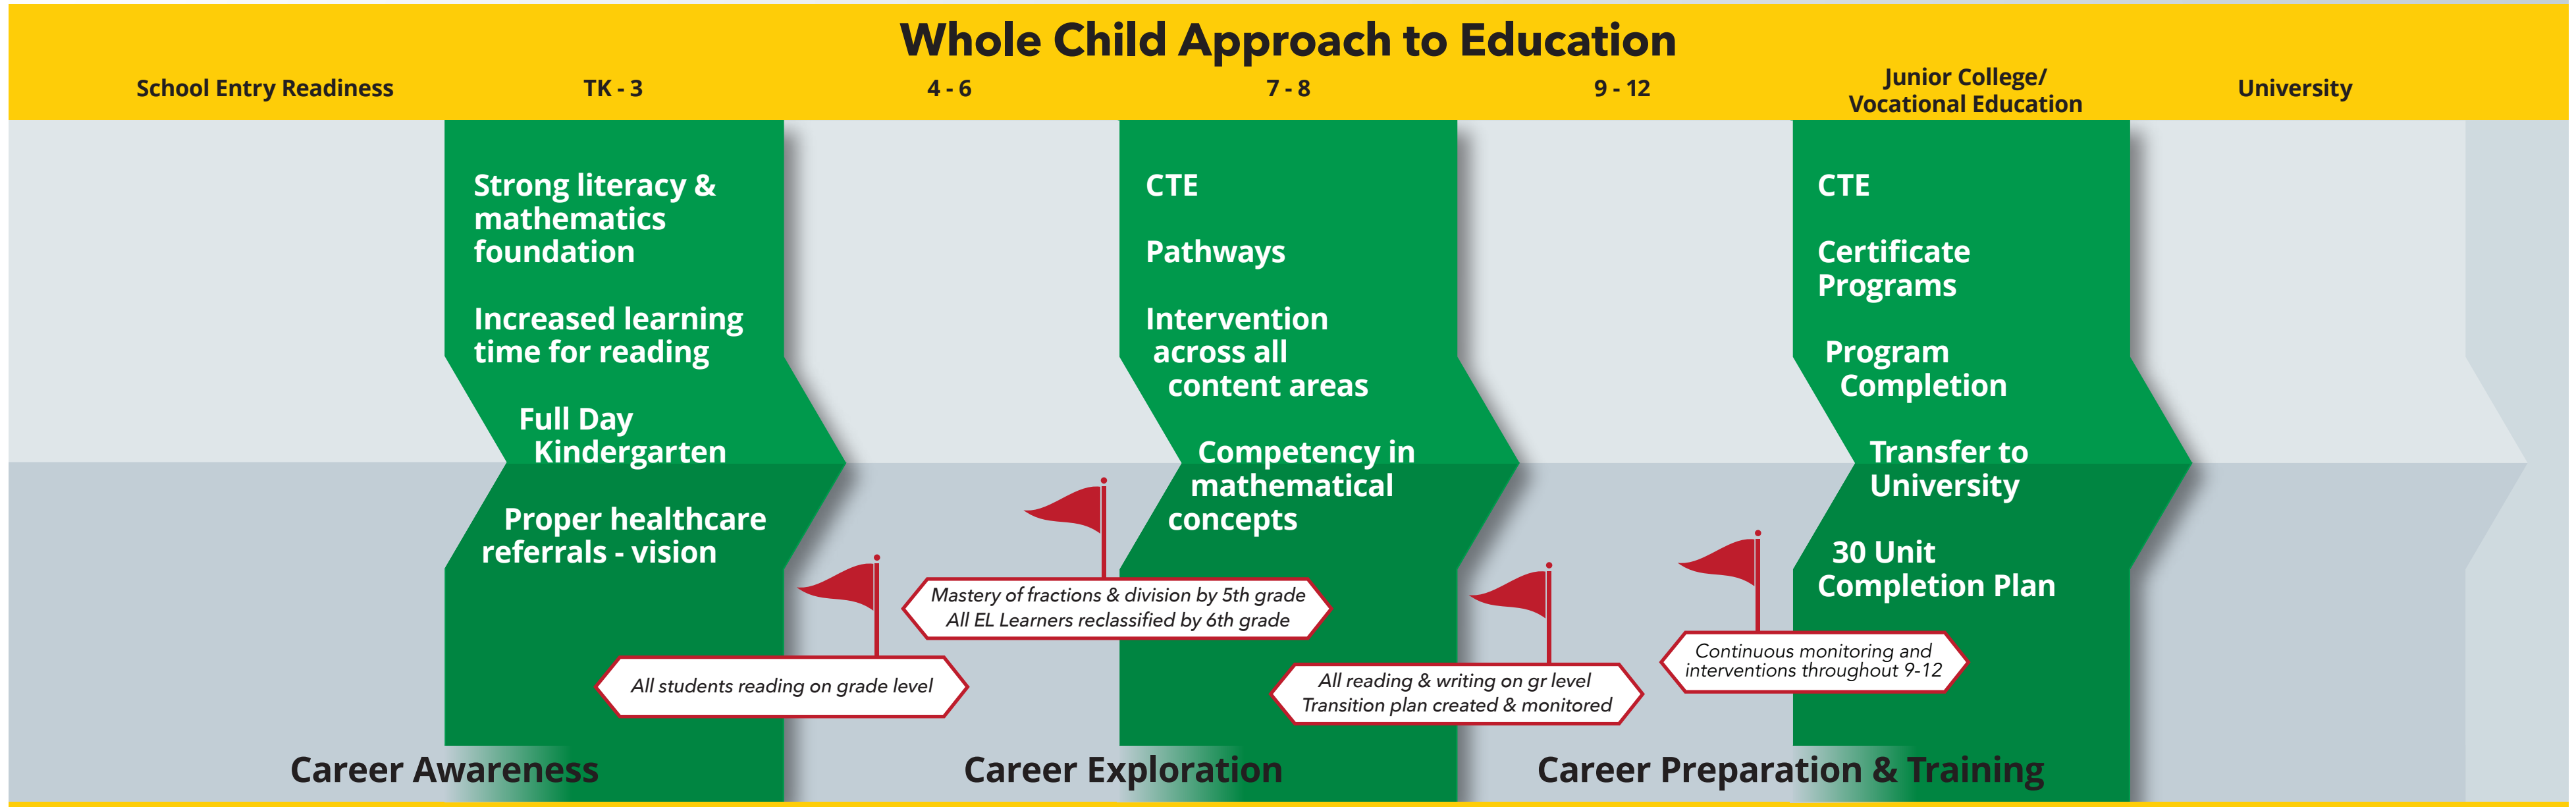 Whole Child Approach to Education
School Entry Readiness
TK - 3
4 - 6
7 - 8
9 - 12
Junior College/
Vocational Education
University
Strong literacy &
mathematics
foundation
Increased learning
time for reading
Full Day
Kindergarten
Proper healthcare
referrals - vision
CTE
Pathways
Intervention
across all
content areas
Competency in
mathematical
concepts
CTE
Certificate
Programs
Program
Completion
Transfer to
University
30 Unit
Completion Plan
All students reading on grade level
Mastery of fractions & division by 5th grade
All EL Learners reclassified by 6th grade
All reading & writing on gr level
Transition plan created & monitored
Continuous monitoring and
interventions throughout 9-12
Career Awareness
Career Exploration
Career Preparation & Training